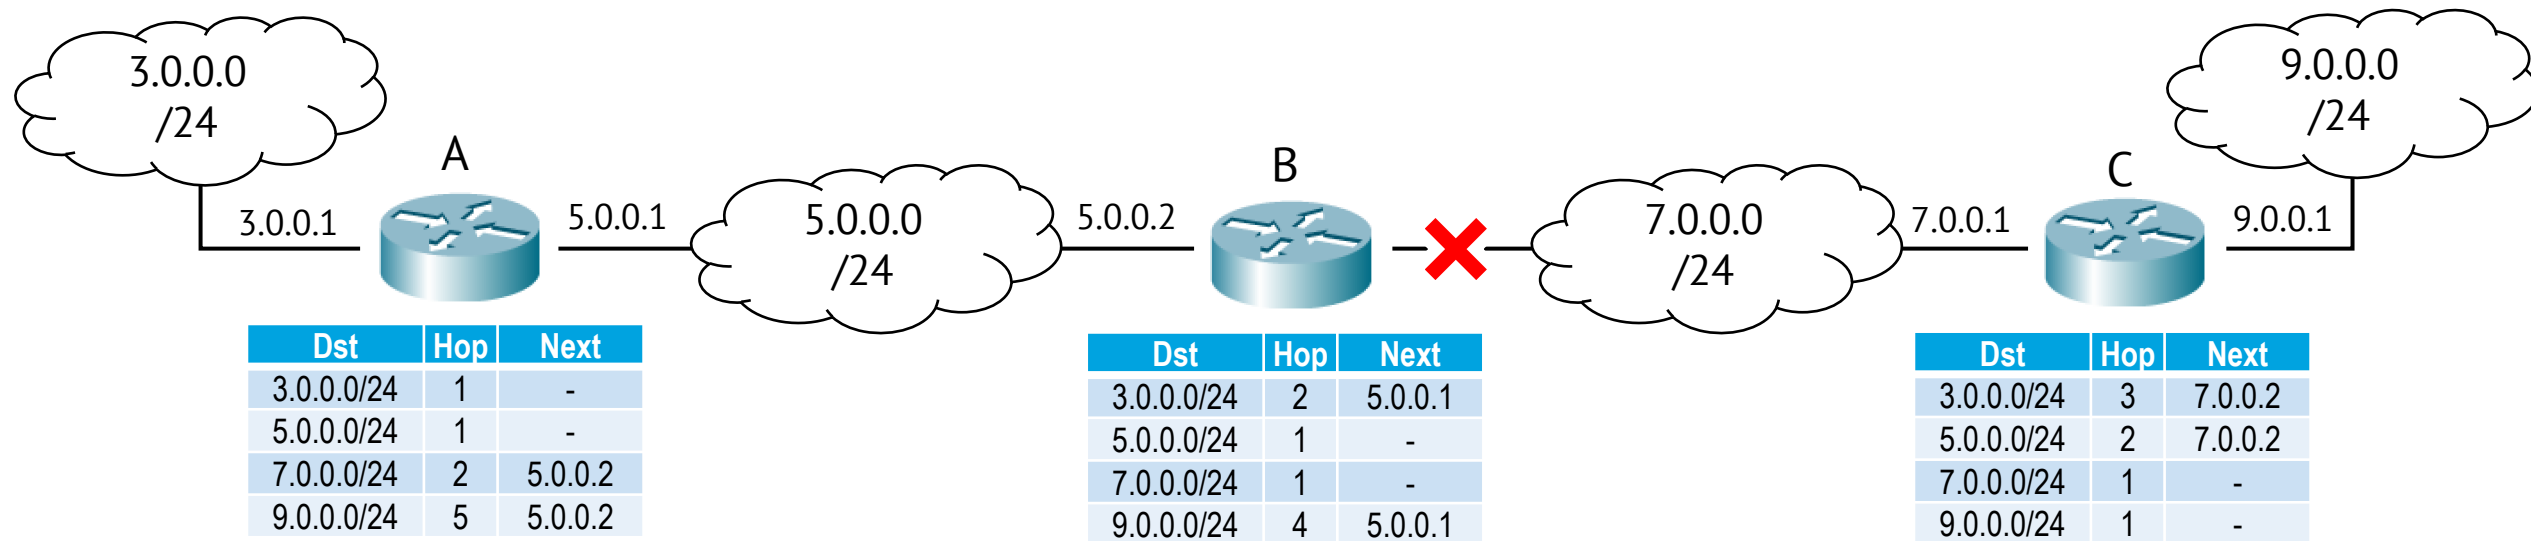 3.0.0.0
/24
9.0.0.0
/24
A
B
C
3.0.0.1
5.0.0.1
5.0.0.0
/24
5.0.0.2
7.0.0.0
/24
7.0.0.1
9.0.0.1
Dst Hop Next
3.0.0.0/24 1 -
5.0.0.0/24 1 -
7.0.0.0/24 2 5.0.0.2
9.0.0.0/24 5 5.0.0.2
Dst Hop Next
3.0.0.0/24 2 5.0.0.1
5.0.0.0/24 1 -
7.0.0.0/24 1 -
9.0.0.0/24 4 5.0.0.1
Dst Hop Next
3.0.0.0/24 3 7.0.0.2
5.0.0.0/24 2 7.0.0.2
7.0.0.0/24 1 -
9.0.0.0/24 1 -